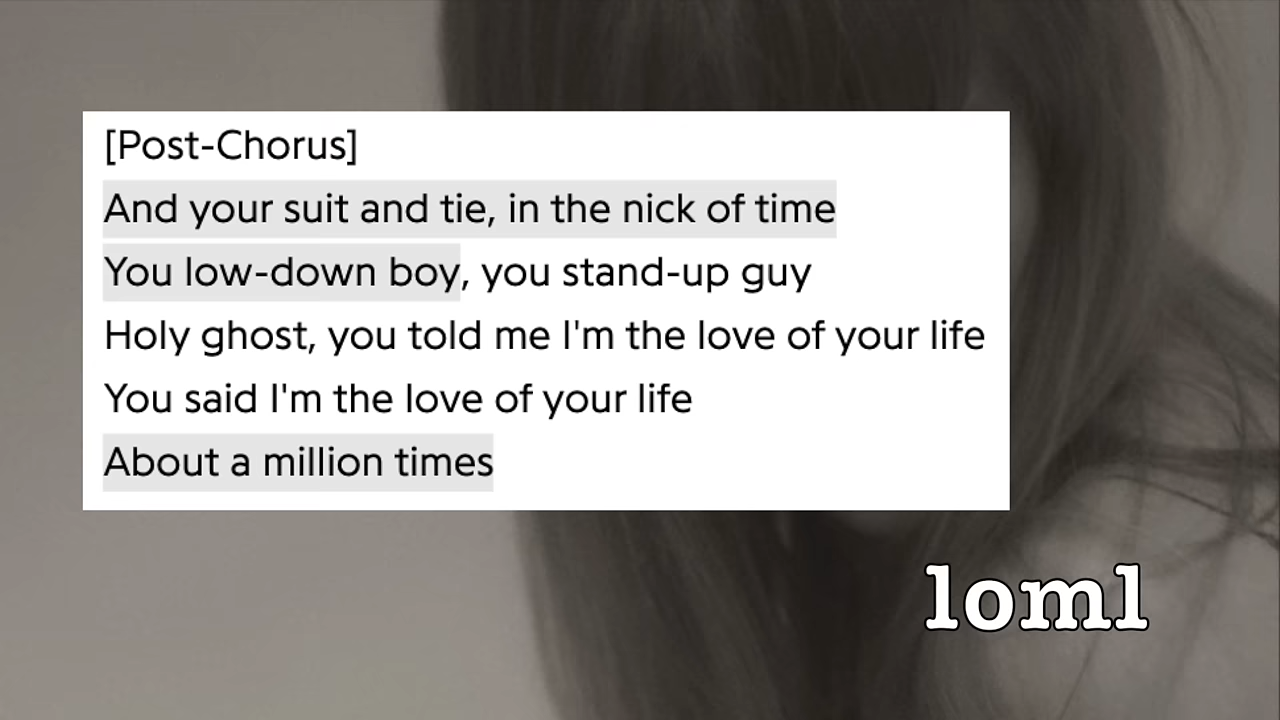 [Post-Chorus]
And your suit and tie, in the nick of time
You low-down boy, you stand-up guy
Holy ghost, you told me I'm the love of your life
You said I'm the love of your life
About a million times
loml